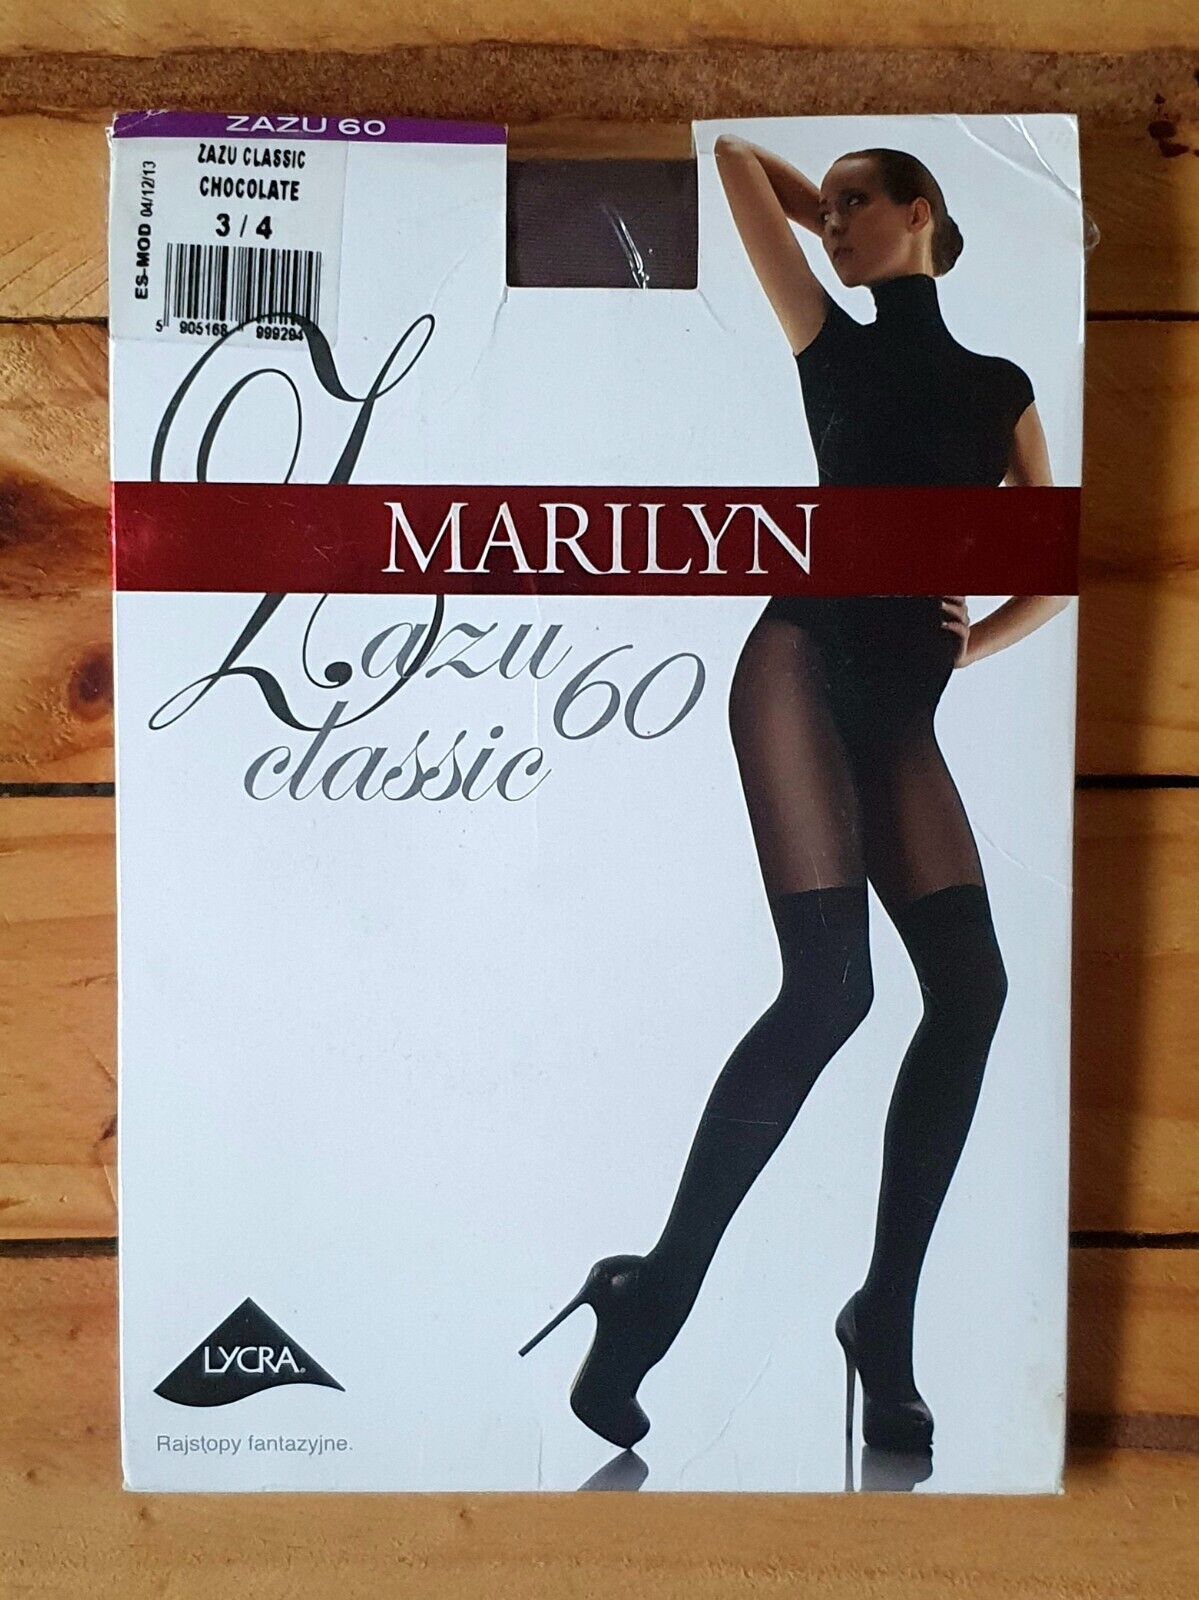 ZAZU 60
ZAZU CLASSIC
CHOCOLATE
3 / 4
ES-MOD 04/12/13
5 905168 999294
MARILYN
Zazu 60
classic
LYCRA®
Rajstopy fantazyjne.